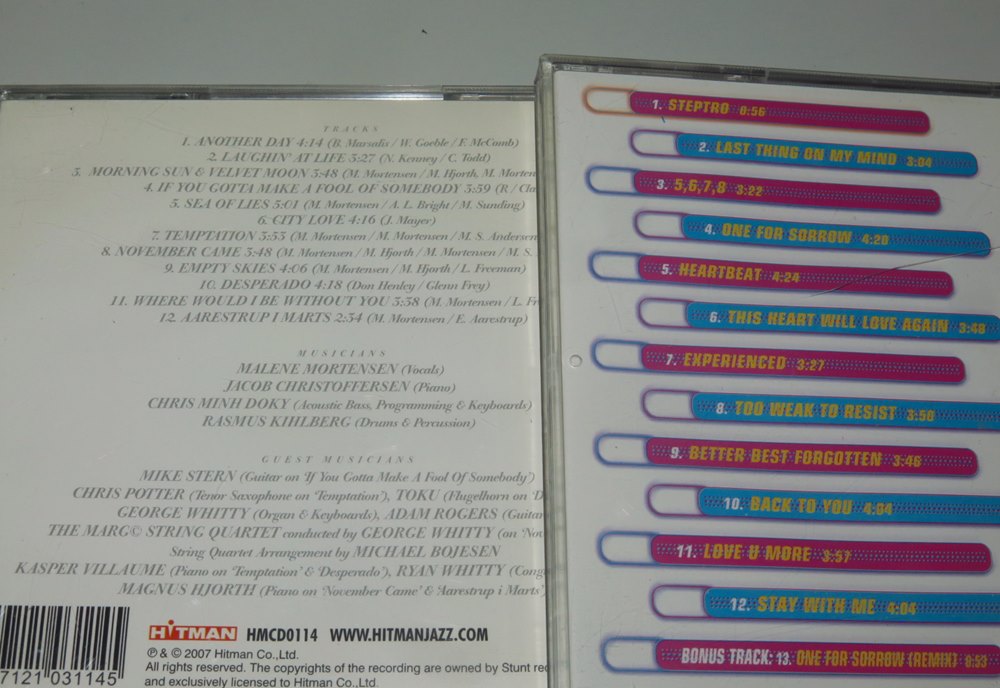 TRACKS
1. ANOTHER DAY 4:14 (B. Marsalis / W. Goeble / F. McComb)
2. LAUGHIN' AT LIFE 3:27 (N. Kenney / C. Todd)
3. MORNING SUN & VELVET MOON 3:48 (M. Mortensen / M. Hjorth, M. Morten
4. IF YOU GOTTA MAKE A FOOL OF SOMEBODY 3:59 (R / Cla
5. SEA OF LIES 5:01 (M. Mortensen / A. L. Bright / M. Sunding)
6. CITY LOVE 4:16 (J. Mayer)
7. TEMPTATION 3:53 (M. Mortensen / M. Mortensen / M. S. Andersen
8. NOVEMBER CAME 3:48 (M. Mortensen / M. Hjorth / M. Mortensen / M. S.
9. EMPTY SKIES 4:06 (M. Mortensen / M. Hjorth / L. Freeman)
10. DESPERADO 4:18 (Don Henley / Glenn Frey)
11. WHERE WOULD I BE WITHOUT YOU 3:38 (M. Mortensen / L. Fr
12. AARESTRUP I MARTS 2:34 (M. Mortensen / E. Aarestrup)
MUSICIANS
MALENE MORTENSEN (Vocals)
JACOB CHRISTOFFERSEN (Piano)
CHRIS MINH DOKY (Acoustic Bass, Programming & Keyboards)
RASMUS KIHLBERG (Drums & Percussion)
GUEST MUSICIANS
MIKE STERN (Guitar on 'If You Gotta Make A Fool Of Somebody')
CHRIS POTTER (Tenor Saxophone on 'Temptation'), TOKU (Flugelhorn on 'D
GEORGE WHITTY (Organ & Keyboards), ADAM ROGERS (Guitar
THE MARG© STRING QUARTET conducted by GEORGE WHITTY (on 'Nov
String Quartet Arrangement by MICHAEL BOJESEN
KASPER VILLAUME (Piano on 'Temptation' & 'Desperado'), RYAN WHITTY (Cong
MAGNUS HJORTH (Piano on 'November Came' & 'Aarestrup i Marts')
7121 031145
HITMAN HMCD0114 WWW.HITMANJAZZ.COM
℗ & © 2007 Hitman Co.,Ltd.
All rights reserved. The copyrights of the recording are owned by Stunt rec
and exclusively licensed to Hitman Co.,Ltd.
1. STEPTRO 0:56
2. LAST THING ON MY MIND 3:04
3. 5,6,7,8 3:22
4. ONE FOR SORROW 4:20
5. HEARTBEAT 4:24
6. THIS HEART WILL LOVE AGAIN 3:48
7. EXPERIENCED 3:27
8. TOO WEAK TO RESIST 3:50
9. BETTER BEST FORGOTTEN 3:46
10. BACK TO YOU 4:04
11. LOVE U MORE 3:57
12. STAY WITH ME 4:04
BONUS TRACK: 13. ONE FOR SORROW (REMIX) 6:53